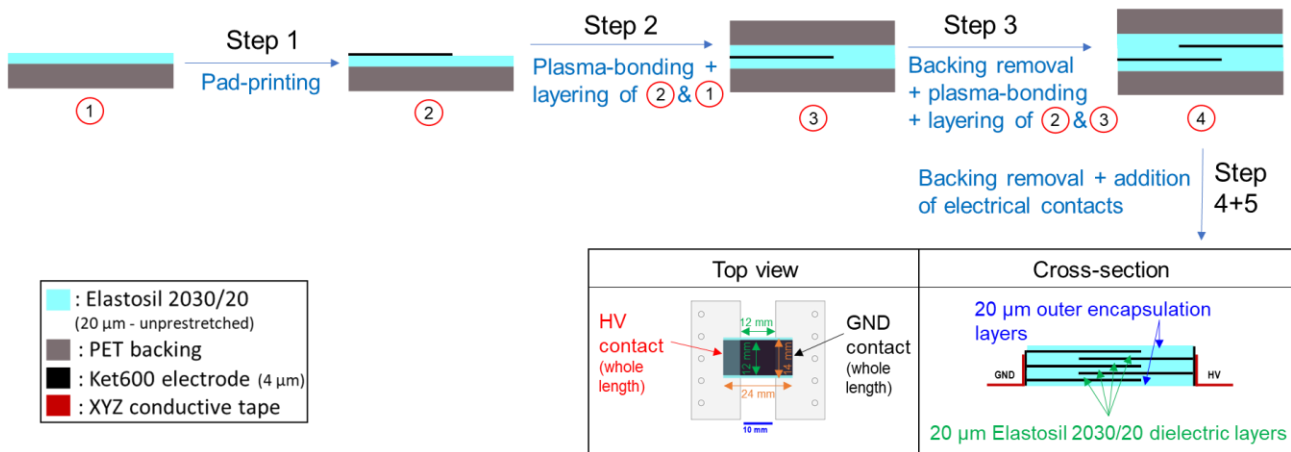 Step 1
Pad-printing
Step 2
Plasma-bonding +
layering of 2 & 1
Step 3
Backing removal
+ plasma-bonding
+ layering of 2 & 3
1
2
3
4
Backing removal + addition
of electrical contacts
Step
4+5
: Elastosil 2030/20
(20 µm - unprestretched)
: PET backing
: Ket600 electrode (4 µm)
: XYZ conductive tape
Top view
HV
contact
(whole
length)
12 mm
12 mm
14 mm
24 mm
10 mm
GND
contact
(whole
length)
Cross-section
20 µm outer encapsulation
layers
GND
HV
20 µm Elastosil 2030/20 dielectric layers